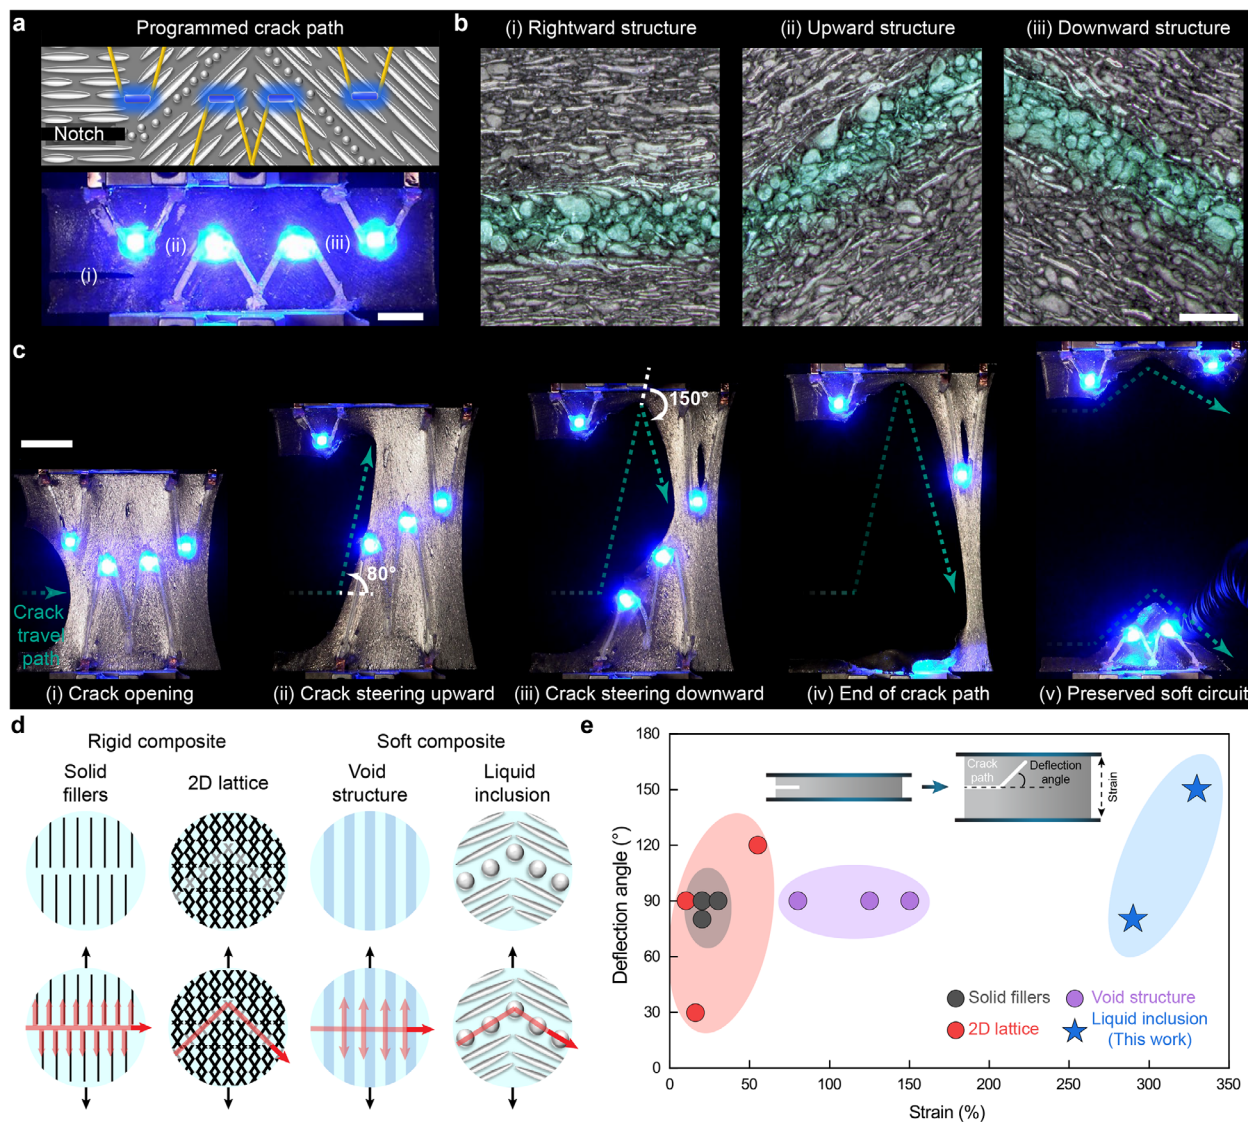 a
Programmed crack path
Notch
(i)
(ii)
(iii)
b
(i) Rightward structure
(ii) Upward structure
(iii) Downward structure
c
Crack
travel
path
80°
150°
(i) Crack opening
(ii) Crack steering upward
(iii) Crack steering downward
(iv) End of crack path
(v) Preserved soft circuit
d
Rigid composite
Soft composite
Solid
fillers
2D lattice
Void
structure
Liquid
inclusion
e
Deflection angle (°)
180
150
120
90
60
30
0
0
50
100
150
200
250
300
350
Strain (%)
Crack
path
Deflection
angle
Strain
Solid fillers
2D lattice
Void structure
Liquid inclusion
(This work)